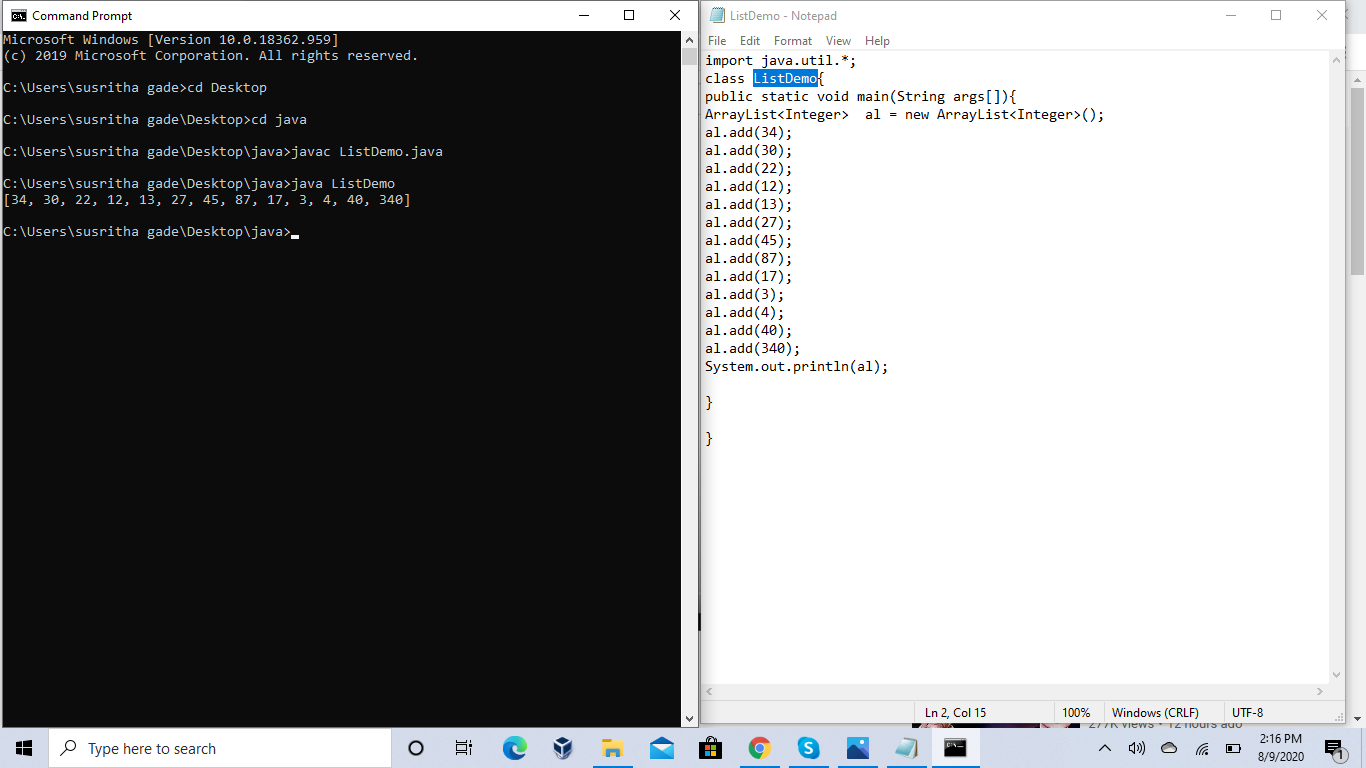 Command Prompt
Microsoft Windows [Version 10.0.18362.959]
(c) 2019 Microsoft Corporation. All rights reserved.
C:\Users\susritha gade>cd Desktop
C:\Users\susritha gade\Desktop>cd java
C:\Users\susritha gade\Desktop\java>javac ListDemo.java
C:\Users\susritha gade\Desktop\java>java ListDemo
[34, 30, 22, 12, 13, 27, 45, 87, 17, 3, 4, 40, 340]
C:\Users\susritha gade\Desktop\java>
ListDemo - Notepad
File Edit Format View Help
import java.util.*;
class ListDemo{
public static void main(String args[]){
ArrayList<Integer>  al = new ArrayList<Integer>();
al.add(34);
al.add(30);
al.add(22);
al.add(12);
al.add(13);
al.add(27);
al.add(45);
al.add(87);
al.add(17);
al.add(3);
al.add(4);
al.add(40);
al.add(340);
System.out.println(al);
}
}
Ln 2, Col 15 100% Windows (CRLF) UTF-8
277K views • 12 hours ago
Type here to search
2:16 PM
8/9/2020
1